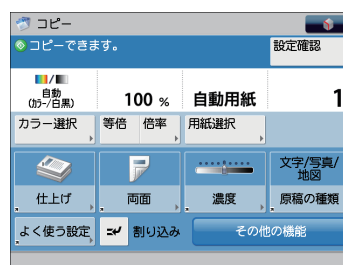 コピー
コピーできます。
設定確認
自動
(ｶﾗｰ/白黒)
100 %
自動用紙
1
カラー選択
等倍
倍率
用紙選択
文字/写真/
地図
仕上げ
両面
濃度
原稿の種類
よく使う設定
割り込み
その他の機能